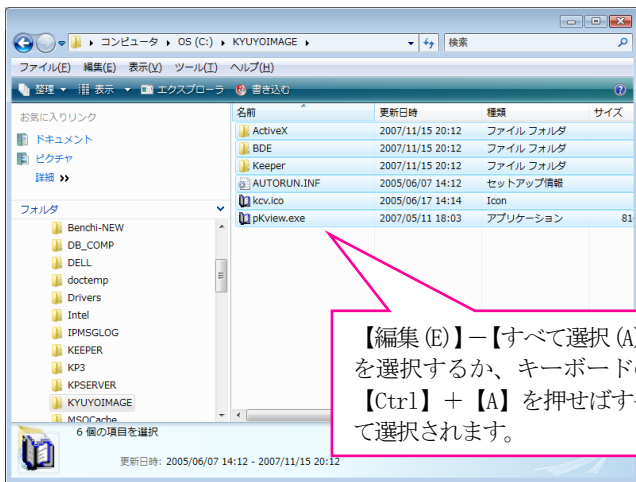 コンピュータ ▸ OS (C:) ▸ KYUYOIMAGE ▸
検索
ファイル(F) 編集(E) 表示(V) ツール(T) ヘルプ(H)
整理 表示 エクスプローラ 書き込む
お気に入りリンク
ドキュメント
ピクチャ
詳細 »
フォルダ
Benchi-NEW
DB_COMP
DELL
doctemp
Drivers
Intel
IPMSGLOG
KEEPER
KP3
KPSERVER
KYUYOIMAGE
MSOCache
名前 更新日時 種類 サイズ
ActiveX 2007/11/15 20:12 ファイル フォルダ
BDE 2007/11/15 20:12 ファイル フォルダ
Keeper 2007/11/15 20:12 ファイル フォルダ
AUTORUN.INF 2005/06/07 14:12 セットアップ情報
kcv.ico 2005/06/17 14:14 Icon
pKview.exe 2007/05/11 18:03 アプリケーション 81
【編集(E)】－【すべて選択(A)
を選択するか、キーボードの
【Ctrl】＋【A】を押せばすべ
て選択されます。
6 個の項目を選択
更新日時: 2005/06/07 14:12 - 2007/11/15 20:12